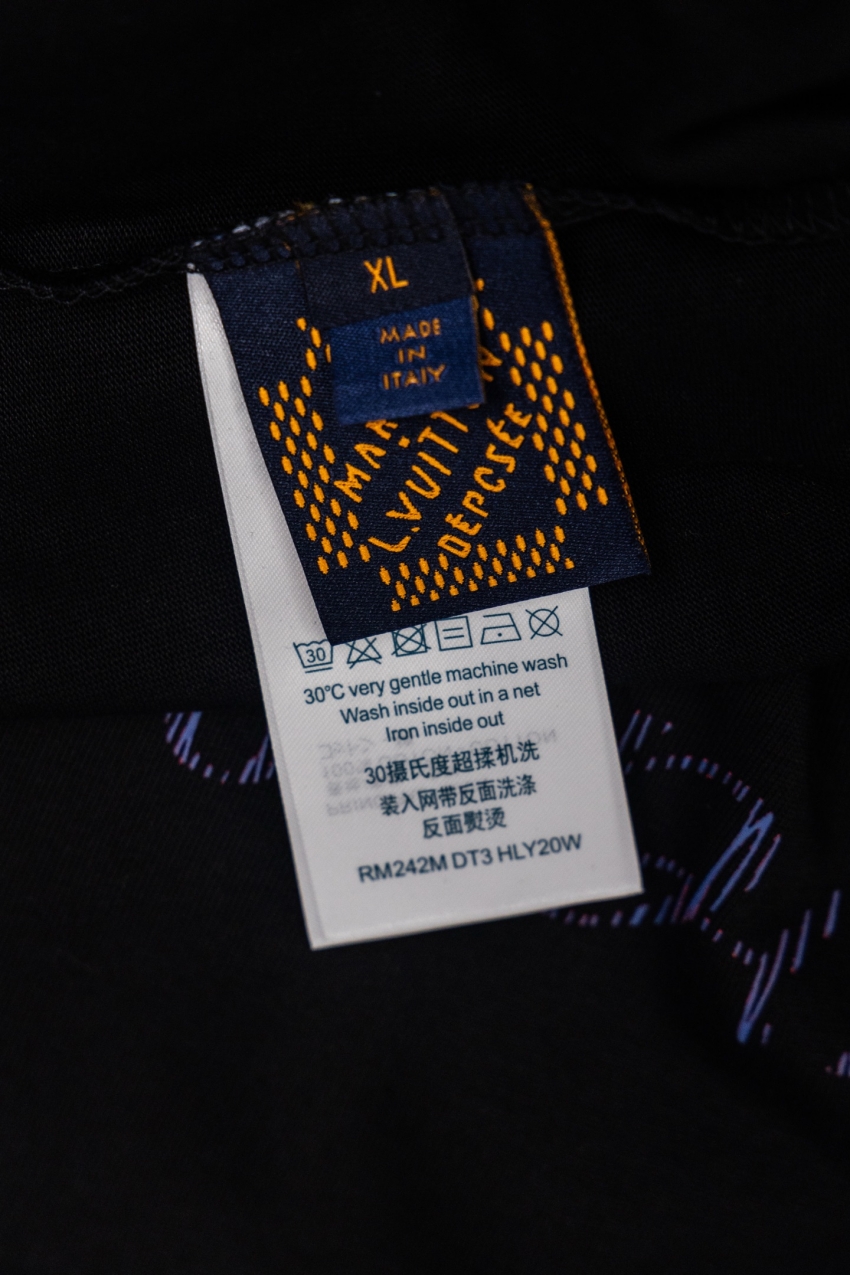 XL
MADE
IN
ITALY
MAR
L.VUITT N
DÉPCSÉE
30
30°C very gentle machine wash
Wash inside out in a net
Iron inside out
30摄氏度超揉机洗
装入网带反面洗涤
反面熨烫
RM242M DT3 HLY20W